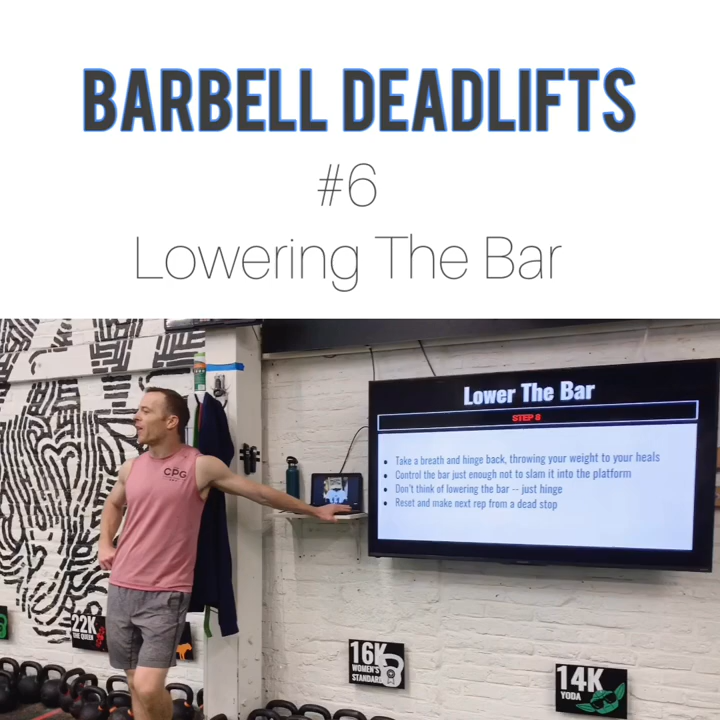 BARBELL DEADLIFTS
#6
Lowering The Bar
Lower The Bar
STEP 8
Take a breath and hinge back, throwing your weight to your heals
Control the bar just enough not to slam it into the platform
Don't think of lowering the bar – just hinge
Reset and make next rep from a dead stop
CPG
22K
THE QUEEN
16K
WOMEN'S
STANDARD
14K
YODA